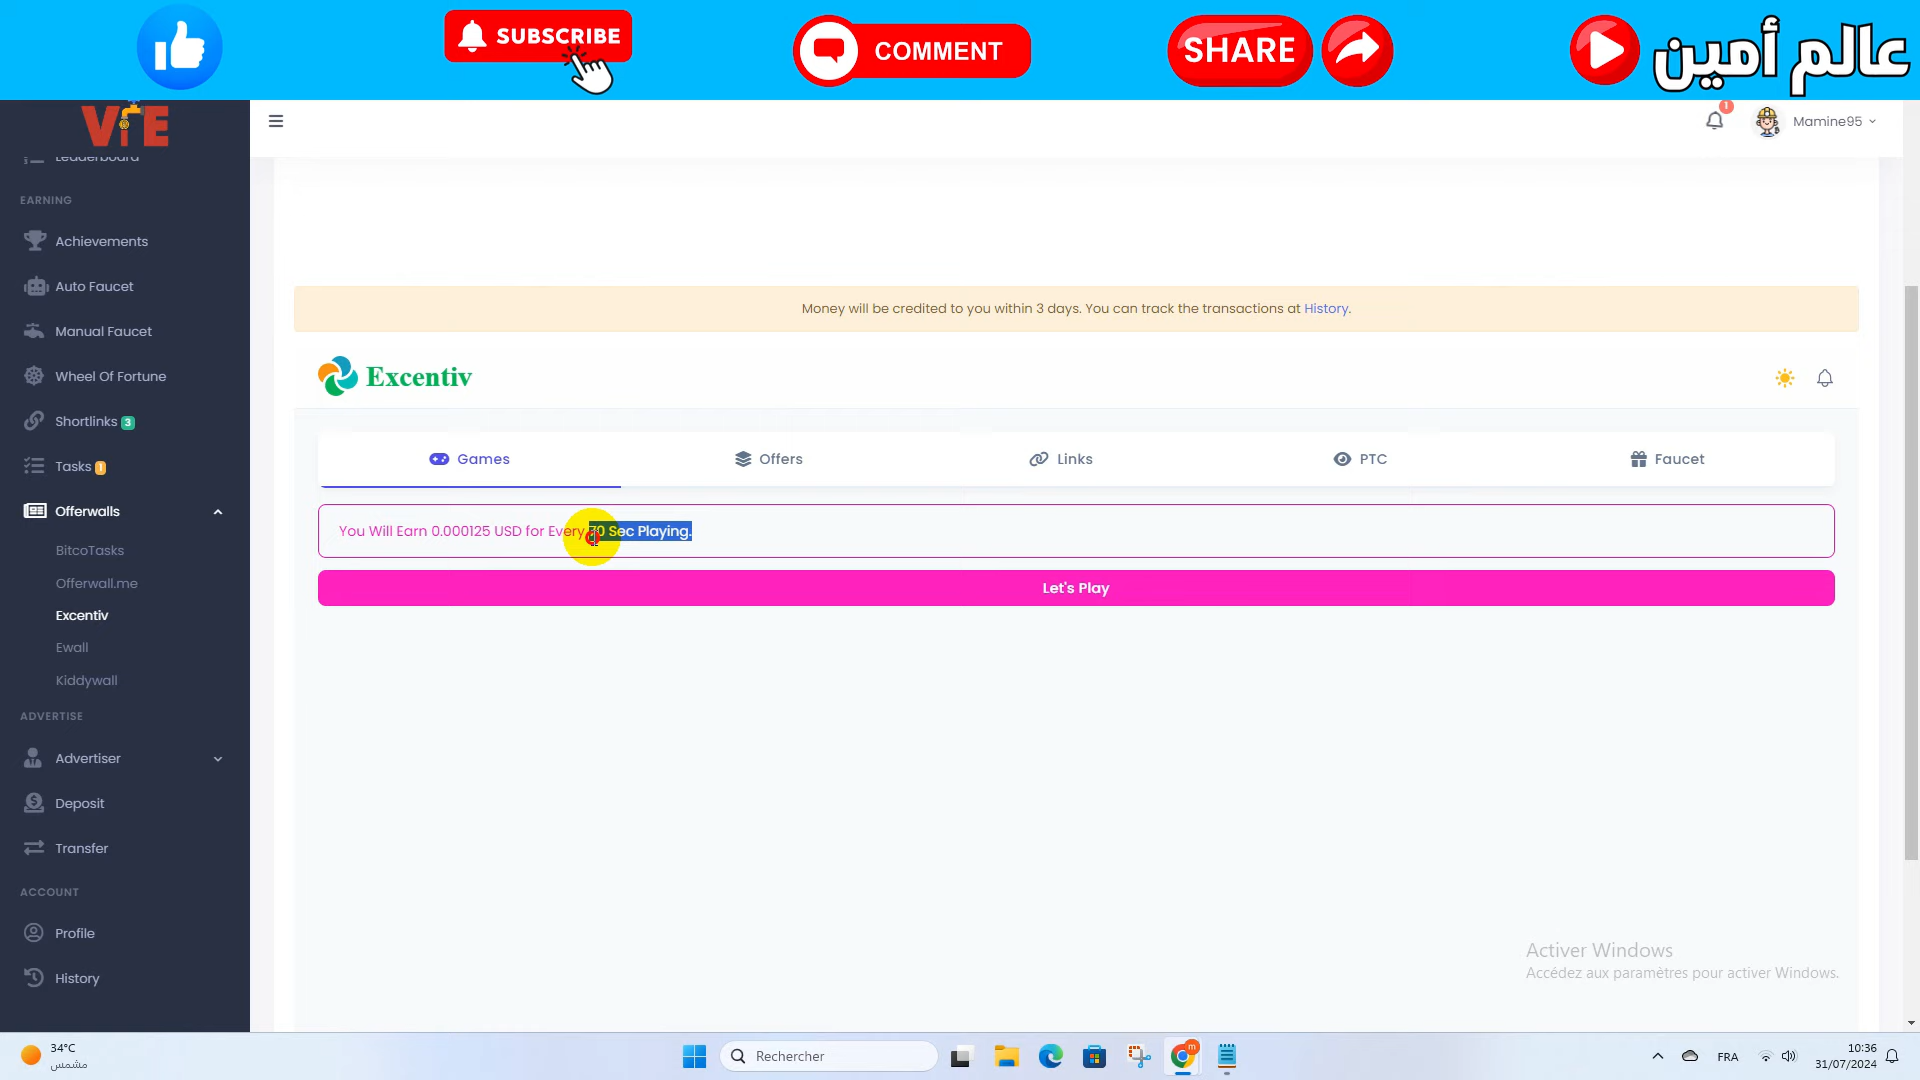 SUBSCRIBE
COMMENT
SHARE
عالم أمين
VIE
Mamine95
1
Leaderboard
EARNING
Achievements
Auto Faucet
Manual Faucet
Wheel Of Fortune
Shortlinks 3
Tasks 1
Offerwalls
BitcoTasks
Offerwall.me
Excentiv
Ewall
Kiddywall
ADVERTISE
Advertiser
Deposit
Transfer
ACCOUNT
Profile
History
Money will be credited to you within 3 days. You can track the transactions at History.
Excentiv
Games
Offers
Links
PTC
Faucet
You Will Earn 0.000125 USD for Every 70 Sec Playing.
Let's Play
Activer Windows
Accédez aux paramètres pour activer Windows.
34°C
مشمس
Rechercher
m
FRA
10:36
31/07/2024